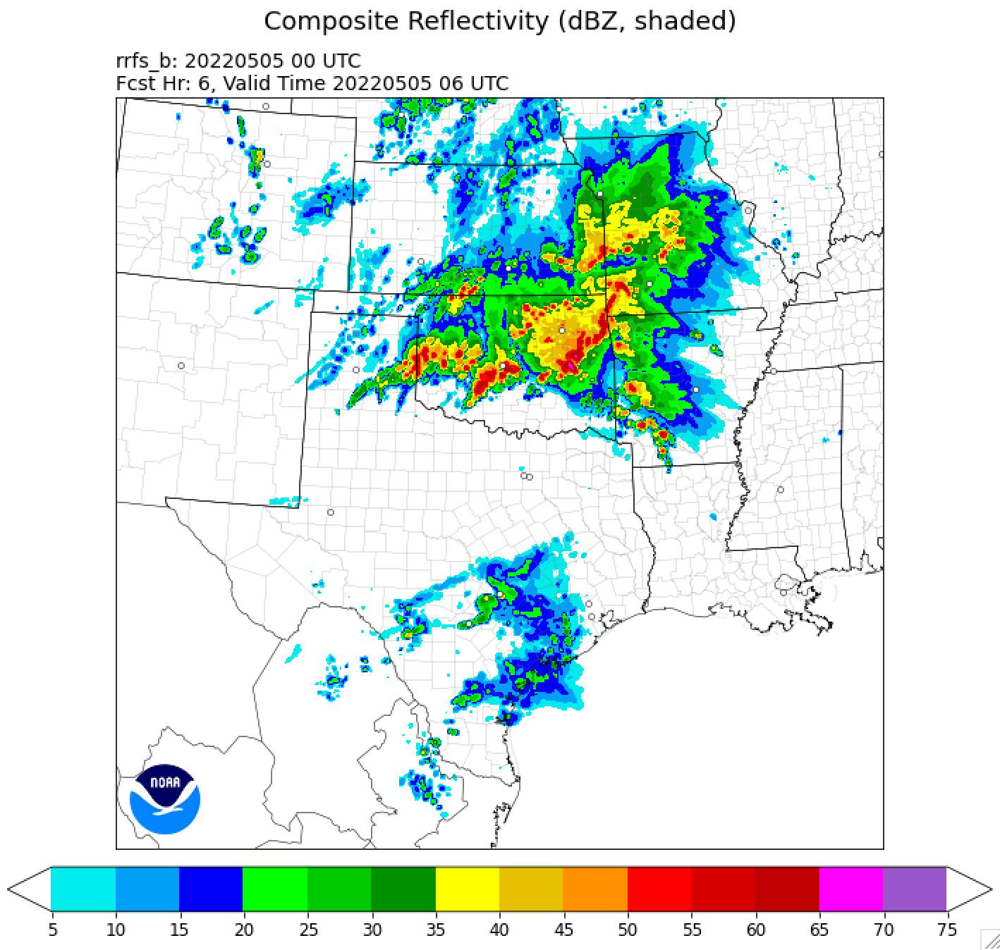 Composite Reflectivity (dBZ, shaded)
rrfs_b: 20220505 00 UTC
Fcst Hr: 6, Valid Time 20220505 06 UTC
NOAA
5 10 15 20 25 30 35 40 45 50 55 60 65 70 75